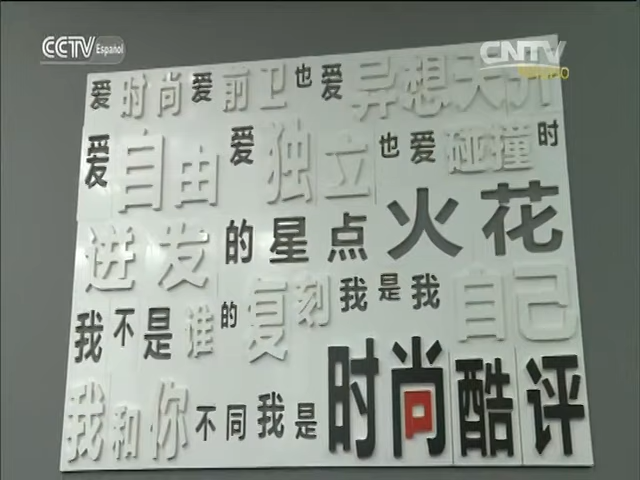 CCTV Español
CNTV
爱时尚爱前卫也爱异想天开
爱自由爱独立也爱碰撞时
迸发的星点火花
我不是谁的复刻我是我自己
我和你不同我是时尚酷评